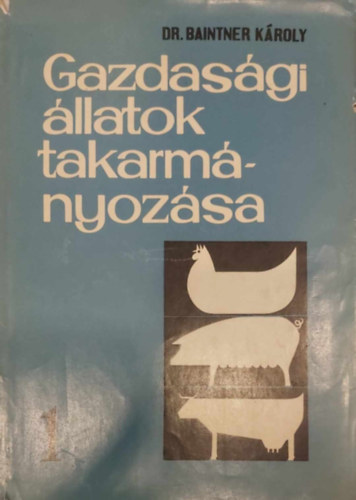 DR. BAINTNER KÁROLY
Gazdasági
állatok
takarmá-
nyozása
1